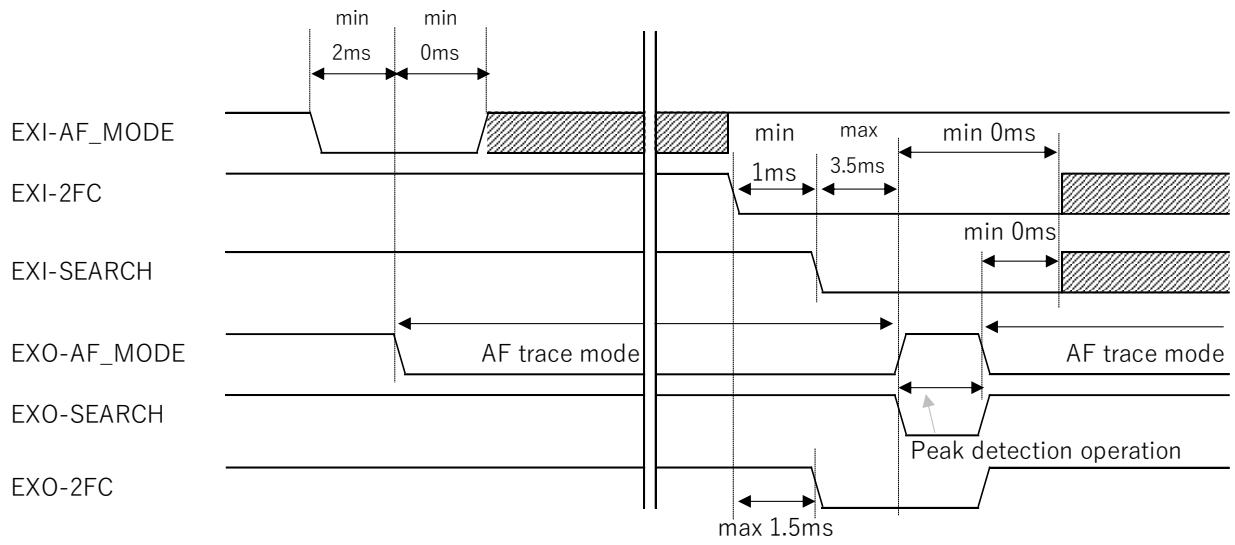 min
min
2ms
0ms
EXI-AF_MODE
min
max
min 0ms
1ms
3.5ms
EXI-2FC
min 0ms
EXI-SEARCH
EXO-AF_MODE
AF trace mode
AF trace mode
EXO-SEARCH
Peak detection operation
EXO-2FC
max 1.5ms